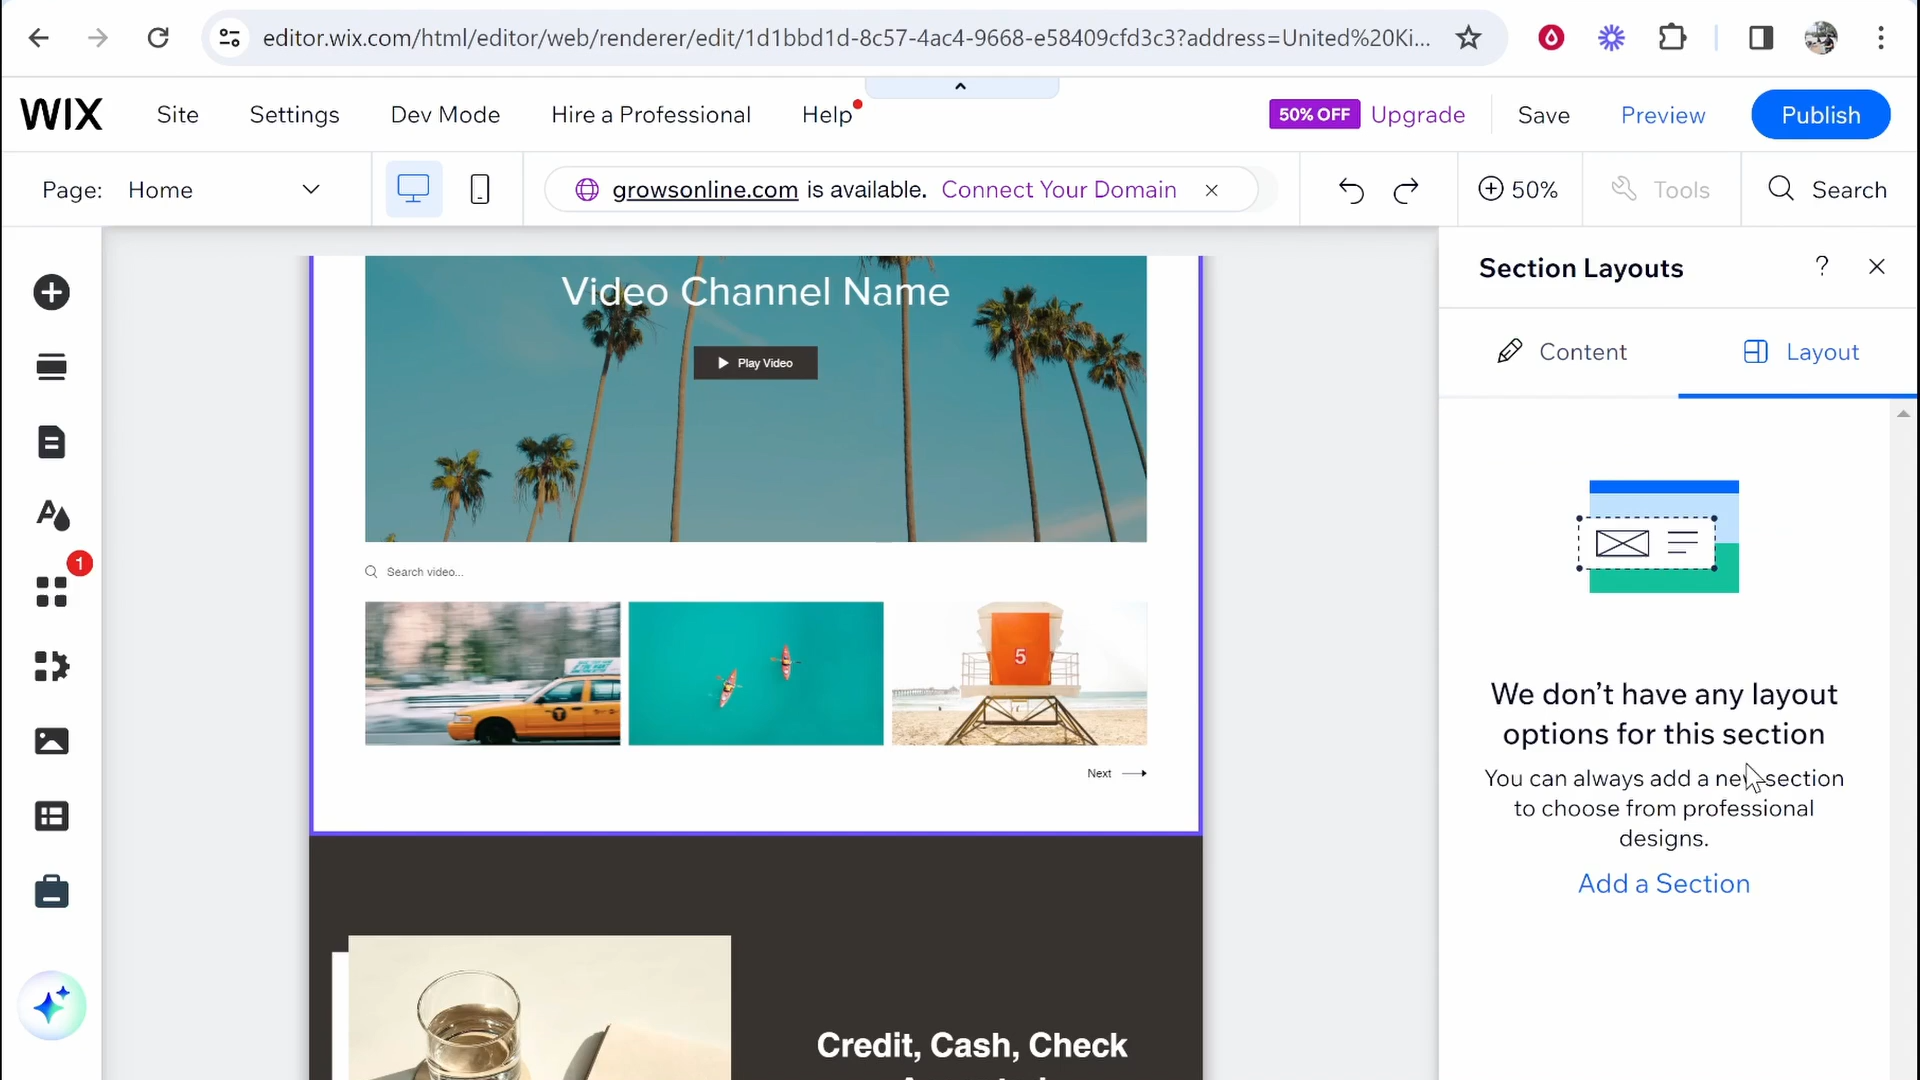 editor.wix.com/html/editor/web/renderer/edit/1d1bbd1d-8c57-4ac4-9668-e58409cfd3c3?address=United%20Ki...
WIX Site Settings Dev Mode Hire a Professional Help 50% OFF Upgrade Save Preview Publish
Page: Home growsonline.com is available. Connect Your Domain 50% Tools Search
Section Layouts ?
Content Layout
Video Channel Name
Play Video
Search video...
1
5
Next
We don't have any layout
options for this section
You can always add a new section
to choose from professional
designs.
Add a Section
Credit, Cash, Check